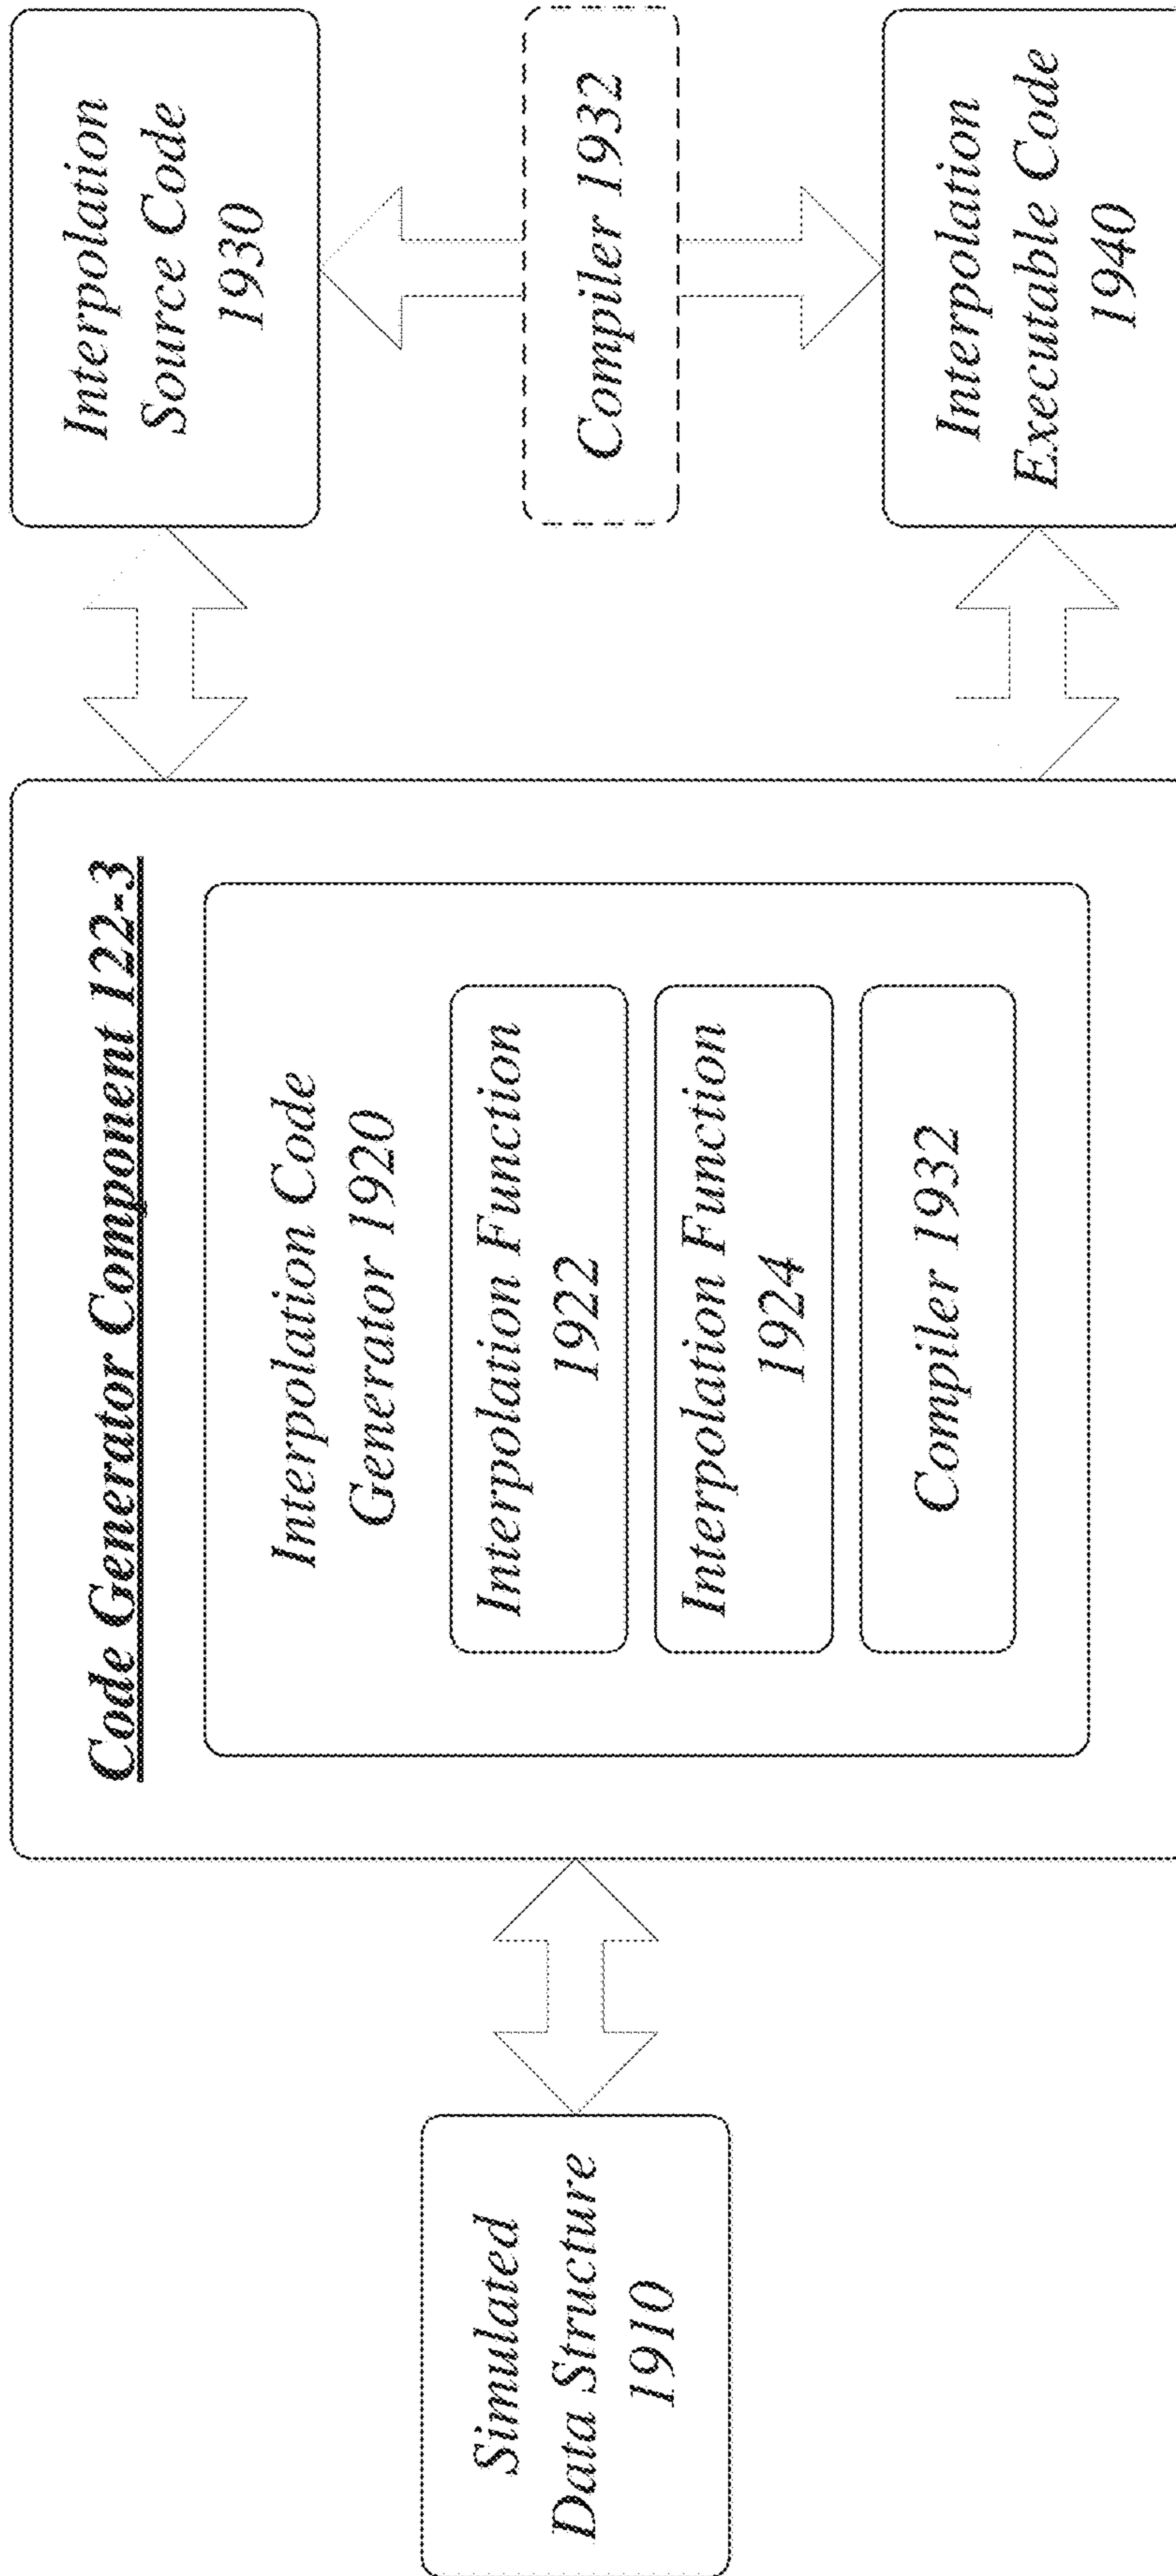 Simulated
Data Structure
1910
Code Generator Component 122-3
Interpolation Code
Generator 1920
Interpolation Function
1922
Interpolation Function
1924
Compiler 1932
Interpolation
Source Code
1930
Compiler 1932
Interpolation
Executable Code
1940